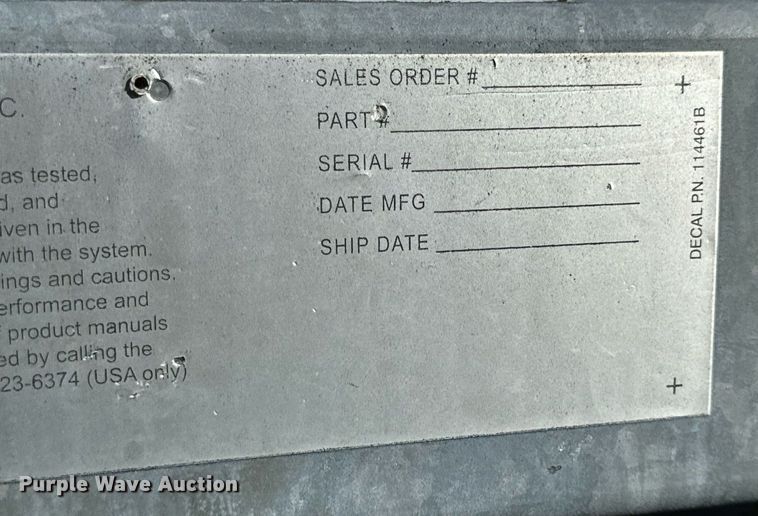 C.
as tested,
d, and
iven in the
with the system.
ings and cautions.
erformance and
product manuals
ed by calling the
23-6374 (USA only)
SALES ORDER #
PART #
SERIAL #
DATE MFG
SHIP DATE
DECAL P.N. 114461B
Purple Wave Auction